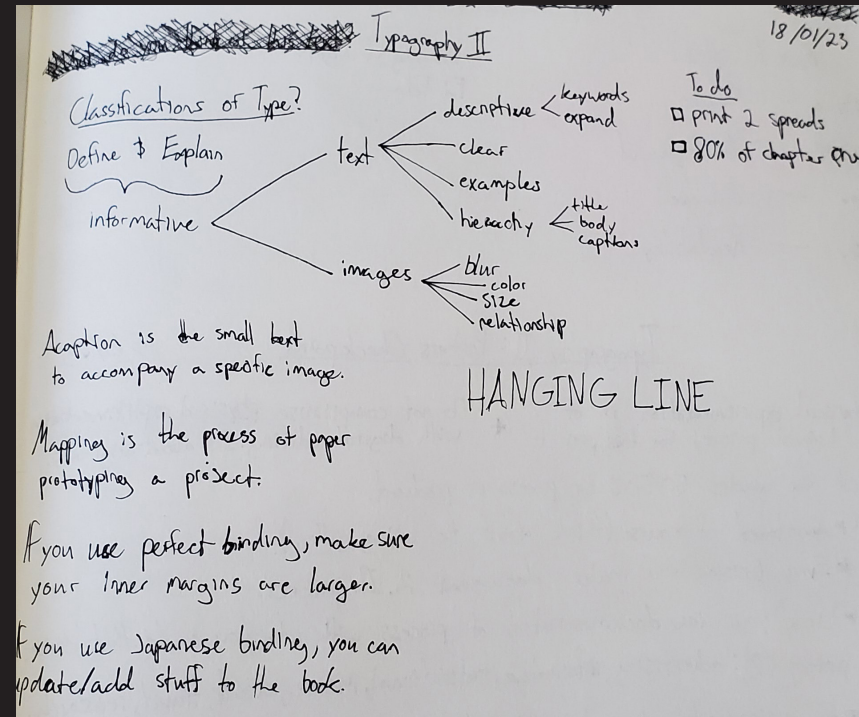 Typography II
18/01/23
Classifications of Type?
Define & Explain
informative
text
descriptive
keywords
expand
clear
examples
hierachy
title
body
captions
images
blur
color
size
relationship
To do
print 2 spreads
80% of chapter
A caption is the small text
to accompany a specific image.
HANGING LINE
Mapping is the process of paper
prototyping a project.
If you use perfect binding, make sure
your inner margins are larger.
If you use Japanese binding, you can
update/add stuff to the book.